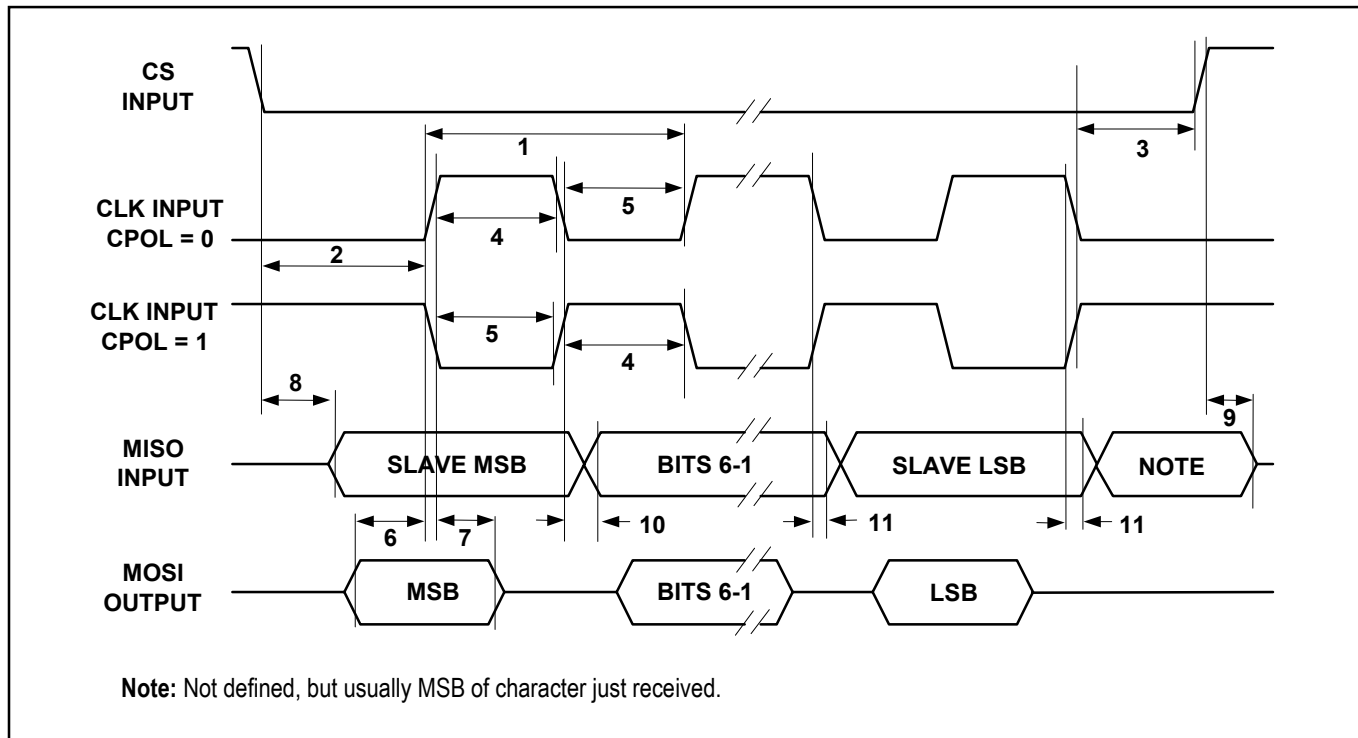 CS
INPUT
1
3
CLK INPUT
CPOL = 0
5
4
2
CLK INPUT
CPOL = 1
5
4
8
9
MISO
INPUT
SLAVE MSB
BITS 6-1
SLAVE LSB
NOTE
6
7
10
11
11
MOSI
OUTPUT
MSB
BITS 6-1
LSB
Note: Not defined, but usually MSB of character just received.